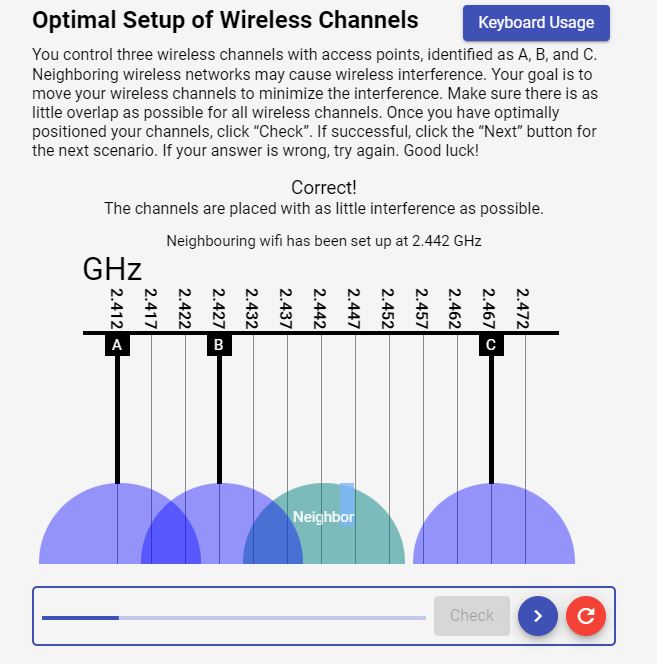 Optimal Setup of Wireless Channels
Keyboard Usage
You control three wireless channels with access points, identified as A, B, and C.
Neighboring wireless networks may cause wireless interference. Your goal is to
move your wireless channels to minimize the interference. Make sure there is as
little overlap as possible for all wireless channels. Once you have optimally
positioned your channels, click “Check”. If successful, click the “Next” button for
the next scenario. If your answer is wrong, try again. Good luck!
Correct!
The channels are placed with as little interference as possible.
Neighbouring wifi has been set up at 2.442 GHz
GHz
2.412
2.417
2.422
2.427
2.432
2.437
2.442
2.447
2.452
2.457
2.462
2.467
2.472
A
B
C
Neighbor
Check